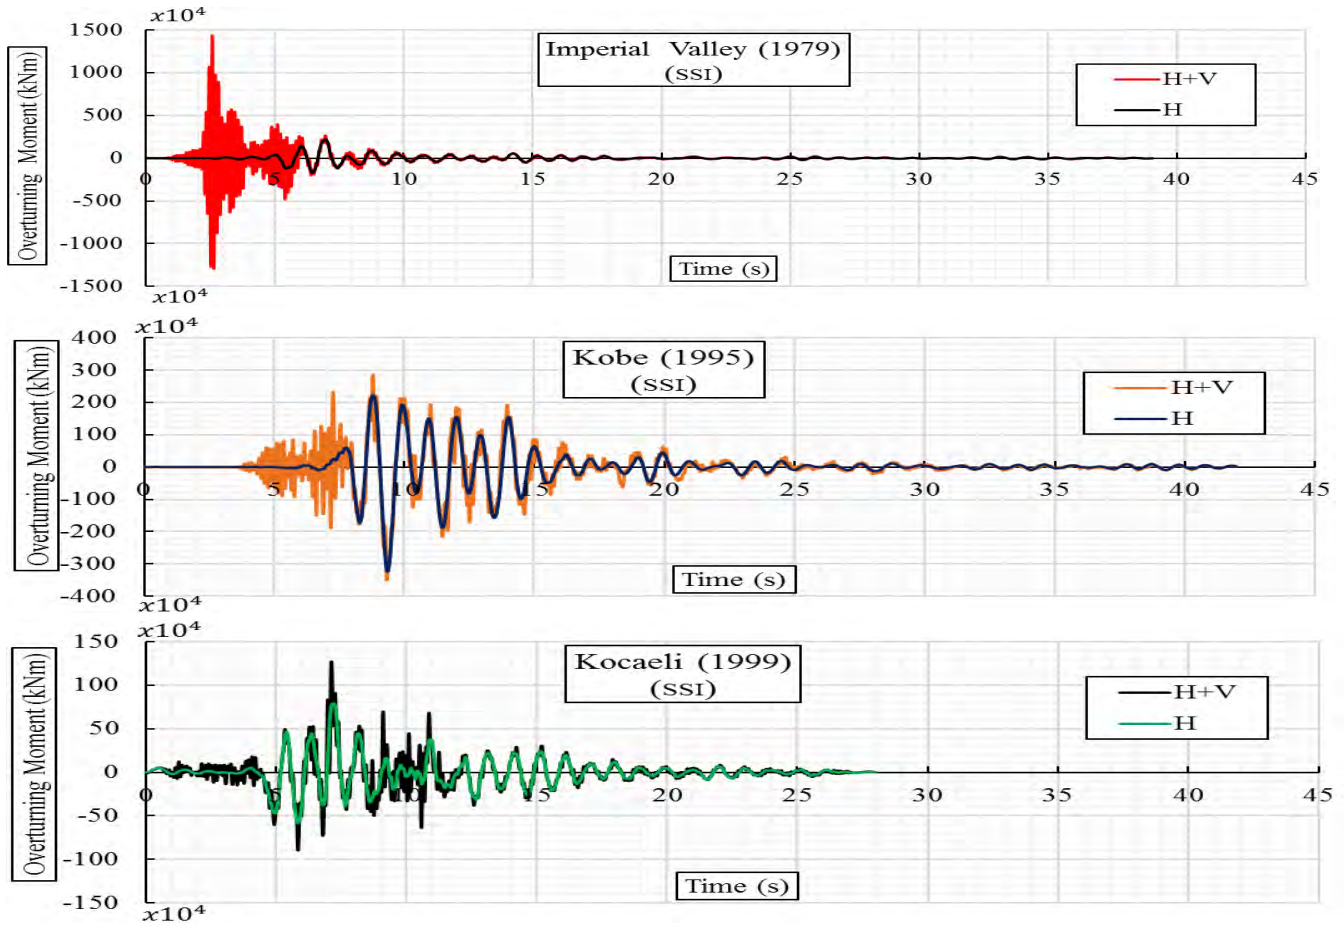 x10⁴
1500
1000
500
0
-500
-1000
-1500
Overturning Moment (kNm)
Imperial Valley (1979)
(SSI)
H+V
H
0 5 10 15 20 25 30 35 40 45
Time (s)
x10⁴
x10⁴
400
300
200
100
0
-100
-200
-300
-400
Overturning Moment (kNm)
Kobe (1995)
(SSI)
H+V
H
0 5 10 15 20 25 30 35 40 45
Time (s)
x10⁴
x10⁴
150
100
50
0
-50
-100
-150
Overturning Moment (kNm)
Kocaeli (1999)
(SSI)
H+V
H
0 5 10 15 20 25 30 35 40 45
Time (s)
x10⁴